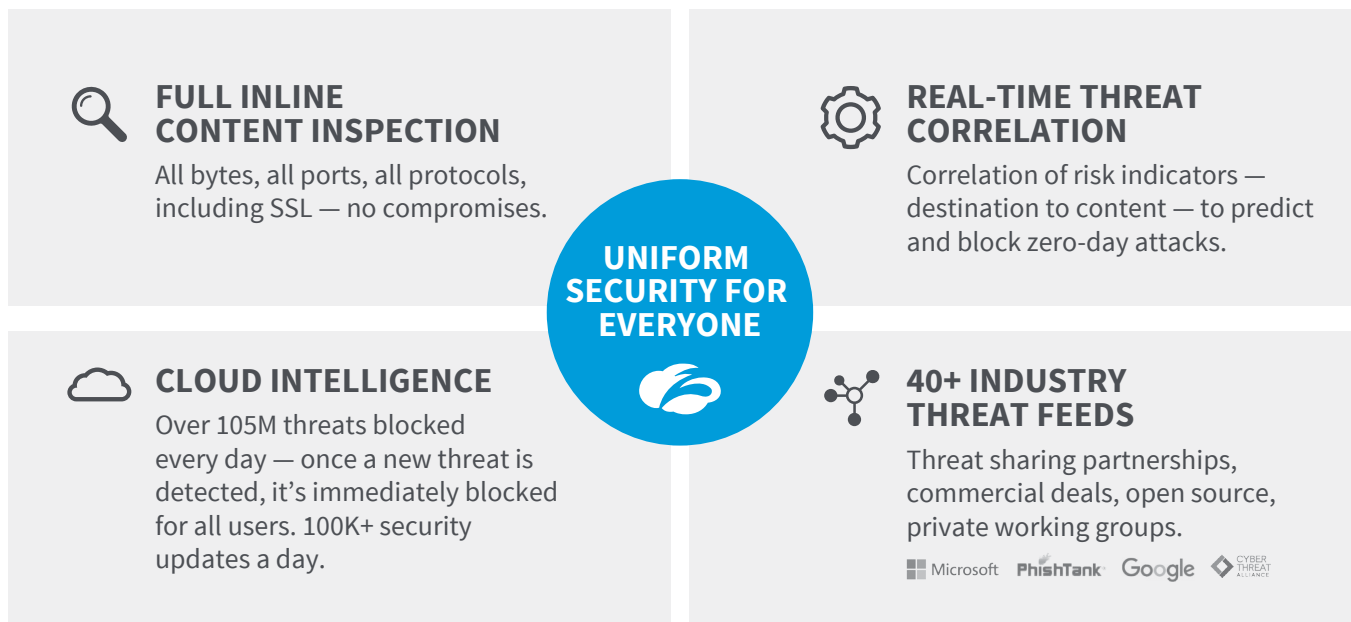 FULL INLINE
CONTENT INSPECTION
All bytes, all ports, all protocols,
including SSL — no compromises.
REAL-TIME THREAT
CORRELATION
Correlation of risk indicators —
destination to content — to predict
and block zero-day attacks.
UNIFORM
SECURITY FOR
EVERYONE
CLOUD INTELLIGENCE
Over 105M threats blocked
every day — once a new threat is
detected, it’s immediately blocked
for all users. 100K+ security
updates a day.
40+ INDUSTRY
THREAT FEEDS
Threat sharing partnerships,
commercial deals, open source,
private working groups.
Microsoft PhishTank Google
CYBER
THREAT
ALLIANCE